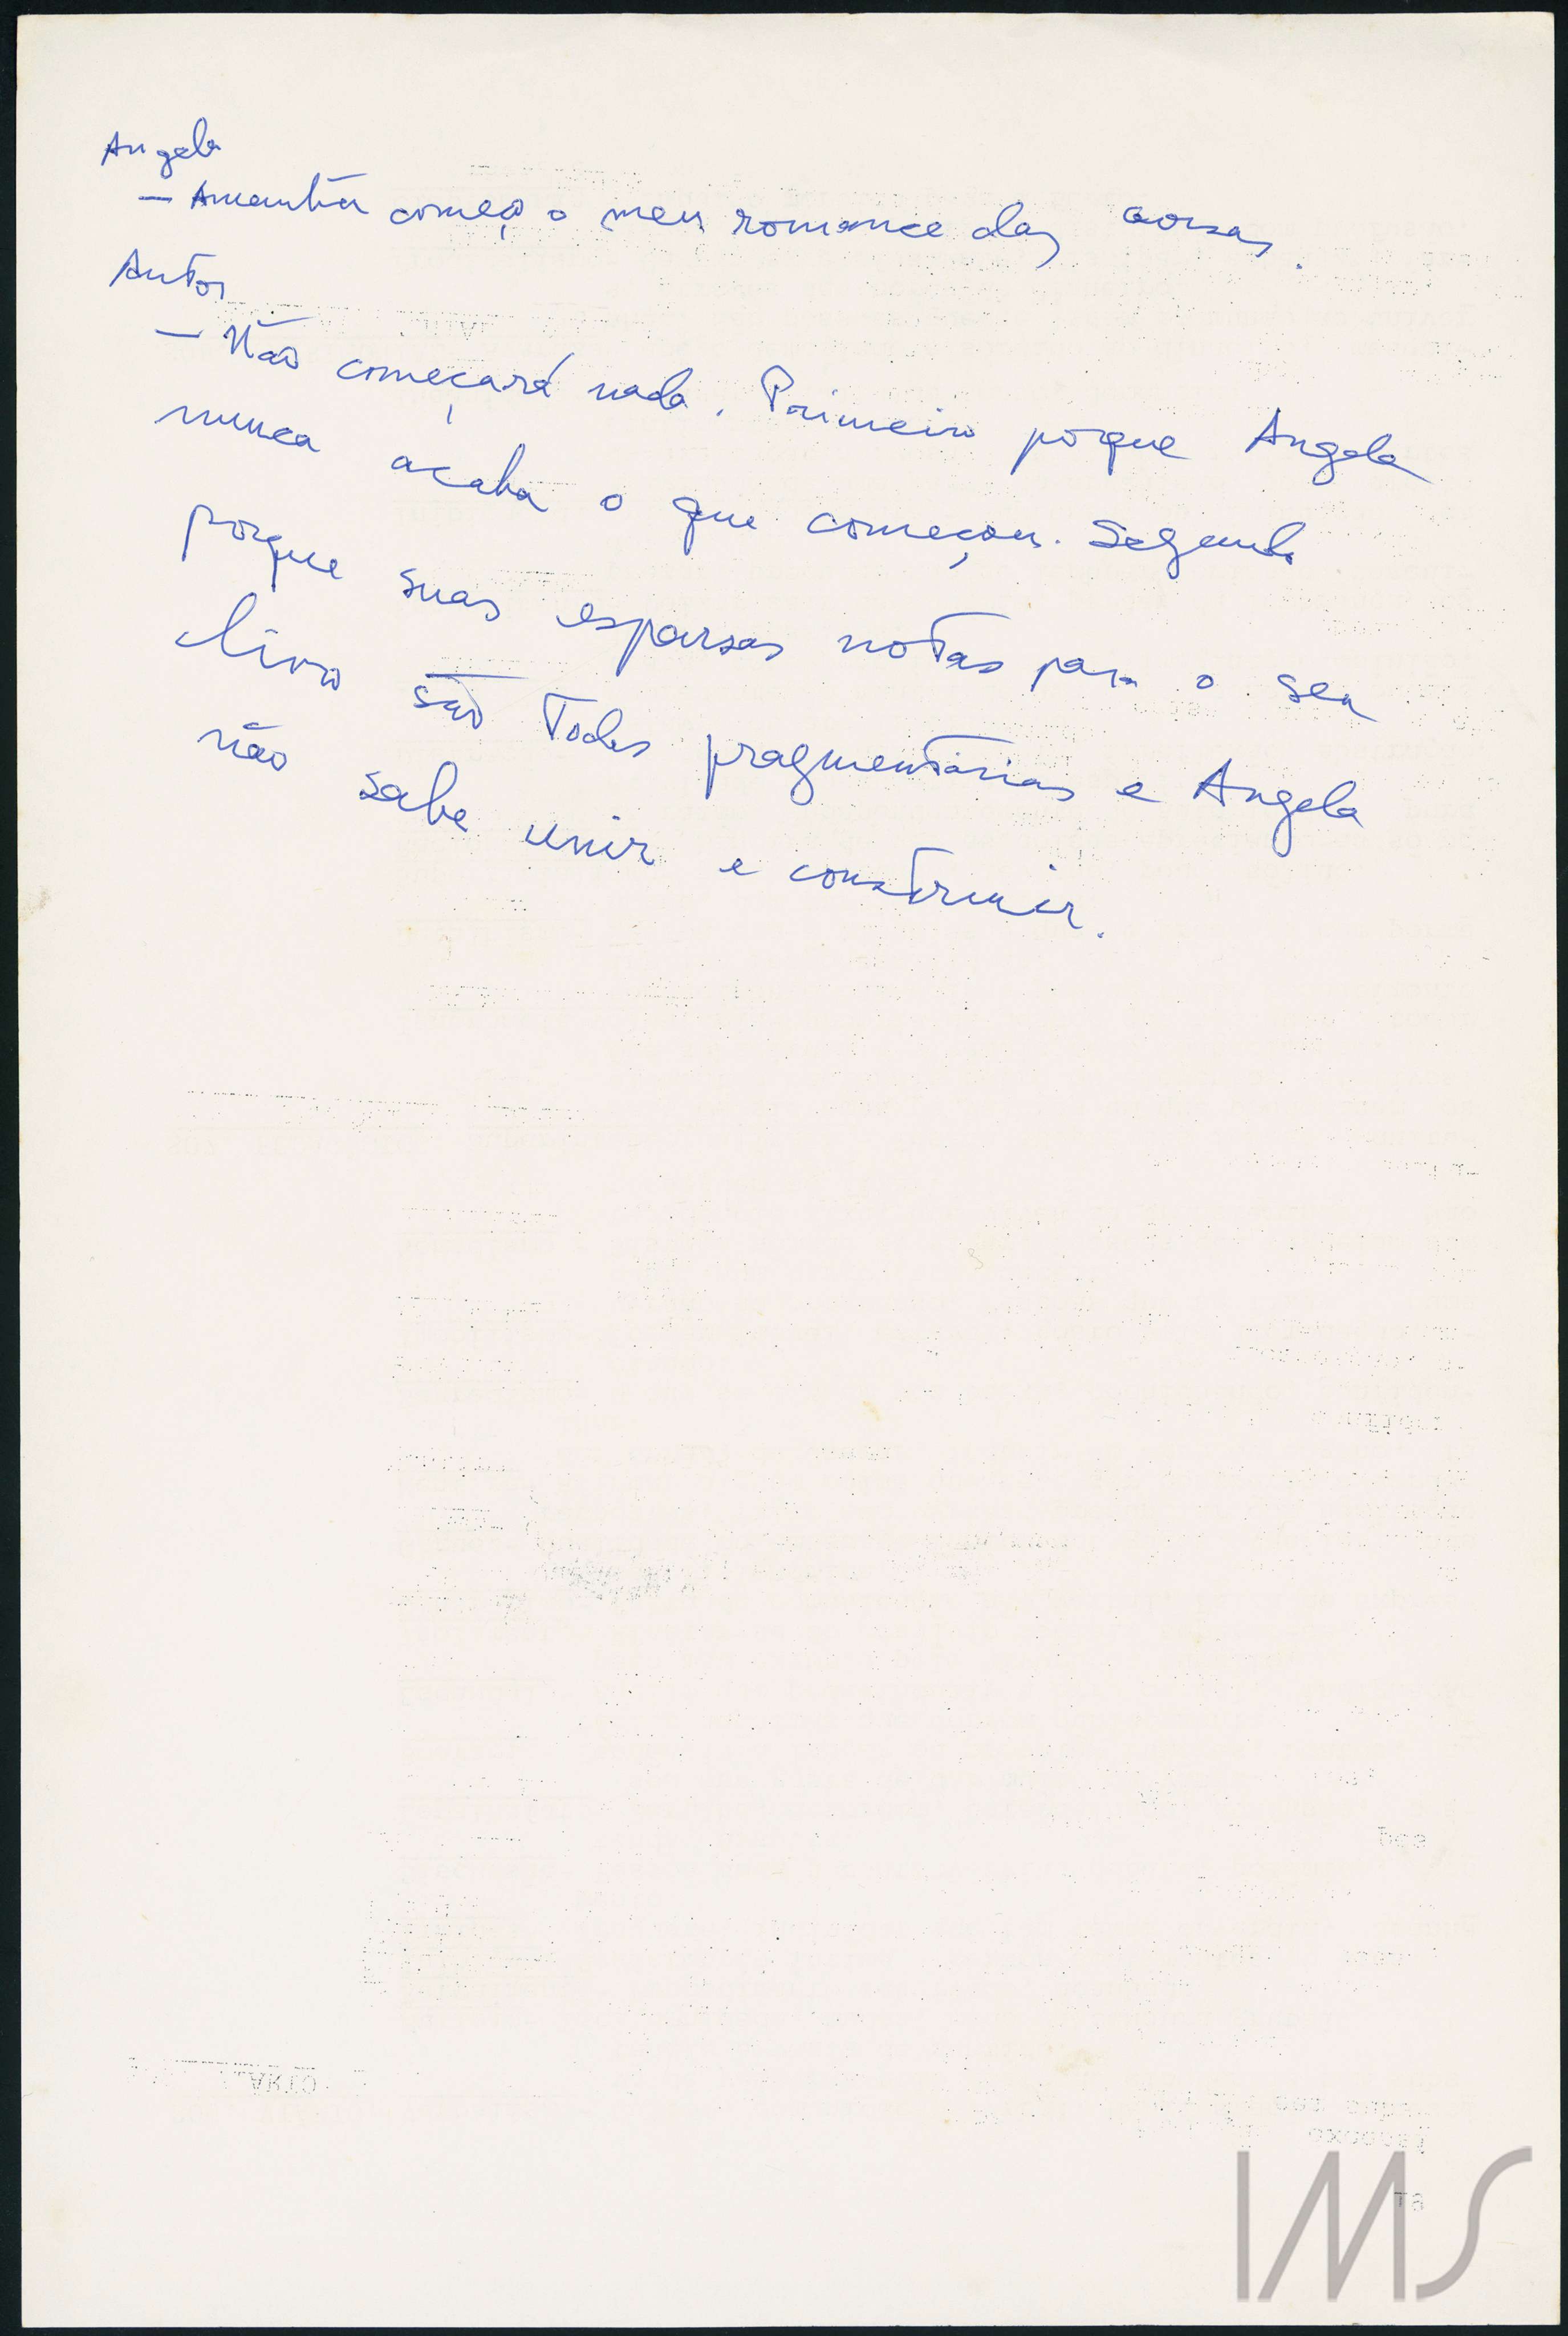 Angela
— Amanhã começo o meu romance das coisas.
Autor
— Não começará nada. Primeiro porque Angela
nunca acaba o que começou. Segundo
porque suas esparsas notas para o seu
livro são todas fragmentárias e Angela
não sabe unir e construir.
IMS